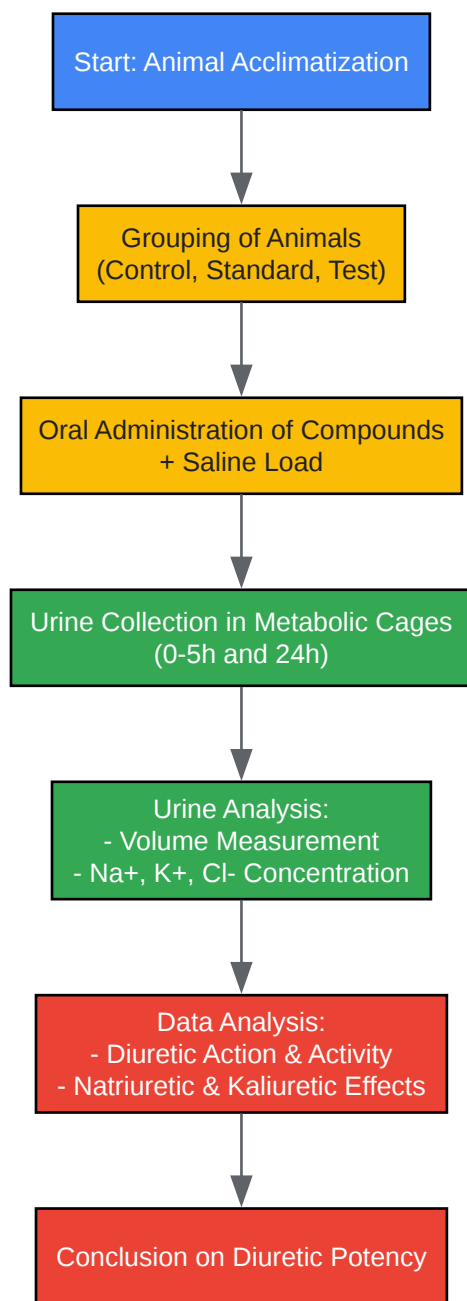 Start: Animal Acclimatization
Grouping of Animals
(Control, Standard, Test)
Oral Administration of Compounds
+ Saline Load
Urine Collection in Metabolic Cages
(0-5h and 24h)
Urine Analysis:
- Volume Measurement
- Na+, K+, Cl- Concentration
Data Analysis:
- Diuretic Action & Activity
- Natriuretic & Kaliuretic Effects
Conclusion on Diuretic Potency